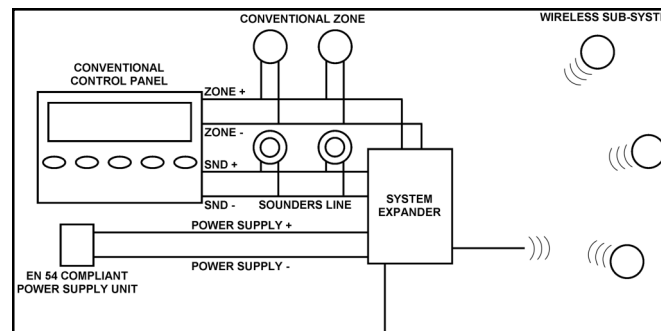 CONVENTIONAL ZONE
WIRELESS SUB-SYST
CONVENTIONAL
CONTROL PANEL
ZONE +
ZONE -
SND +
SND -
SOUNDERS LINE
SYSTEM
EXPANDER
POWER SUPPLY +
POWER SUPPLY -
EN 54 COMPLIANT
POWER SUPPLY UNIT